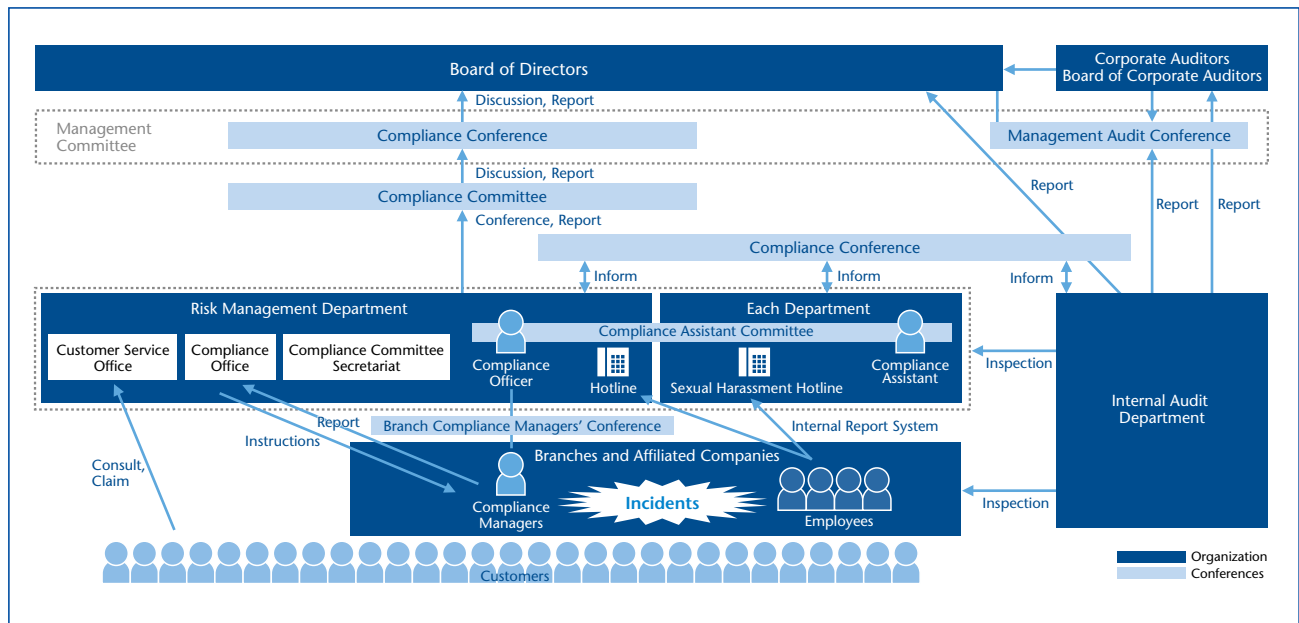 Board of Directors
Corporate Auditors
Board of Corporate Auditors
Discussion, Report
Management
Committee
Compliance Conference
Management Audit Conference
Discussion, Report
Compliance Committee
Report
Report
Report
Conference, Report
Compliance Conference
Inform
Inform
Inform
Risk Management Department
Each Department
Compliance Assistant Committee
Customer Service
Office
Compliance
Office
Compliance Committee
Secretariat
Compliance
Officer
Hotline
Sexual Harassment Hotline
Compliance
Assistant
Inspection
Internal Audit
Department
Report
Instructions
Branch Compliance Managers' Conference
Internal Report System
Consult,
Claim
Branches and Affiliated Companies
Compliance
Managers
Incidents
Employees
Inspection
Customers
Organization
Conferences